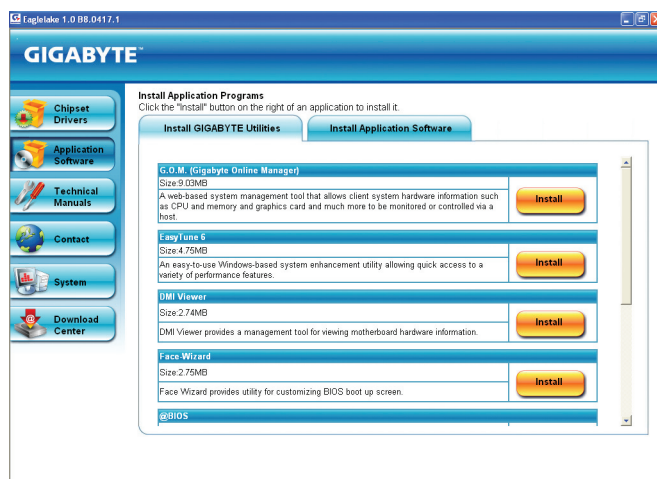 Eaglelake 1.0 B8.0417.1
GIGABYTE™
Install Application Programs
Click the "Install" button on the right of an application to install it.
Install GIGABYTE Utilities
Install Application Software
Chipset
Drivers
Application
Software
Technical
Manuals
Contact
System
Download
Center
G.O.M. (Gigabyte Online Manager)
Size:9.03MB
A web-based system management tool that allows client system hardware information such
as CPU and memory and graphics card and much more to be monitored or controlled via a
host.
Install
EasyTune 6
Size:4.75MB
An easy-to-use Windows-based system enhancement utility allowing quick access to a
variety of performance features.
Install
DMI Viewer
Size:2.74MB
DMI Viewer provides a management tool for viewing motherboard hardware information.
Install
Face-Wizard
Size:2.75MB
Face Wizard provides utility for customizing BIOS boot up screen.
Install
@BIOS